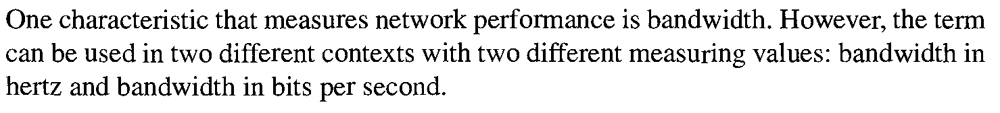 One characteristic that measures network performance is bandwidth. However, the term
can be used in two different contexts with two different measuring values: bandwidth in
hertz and bandwidth in bits per second.